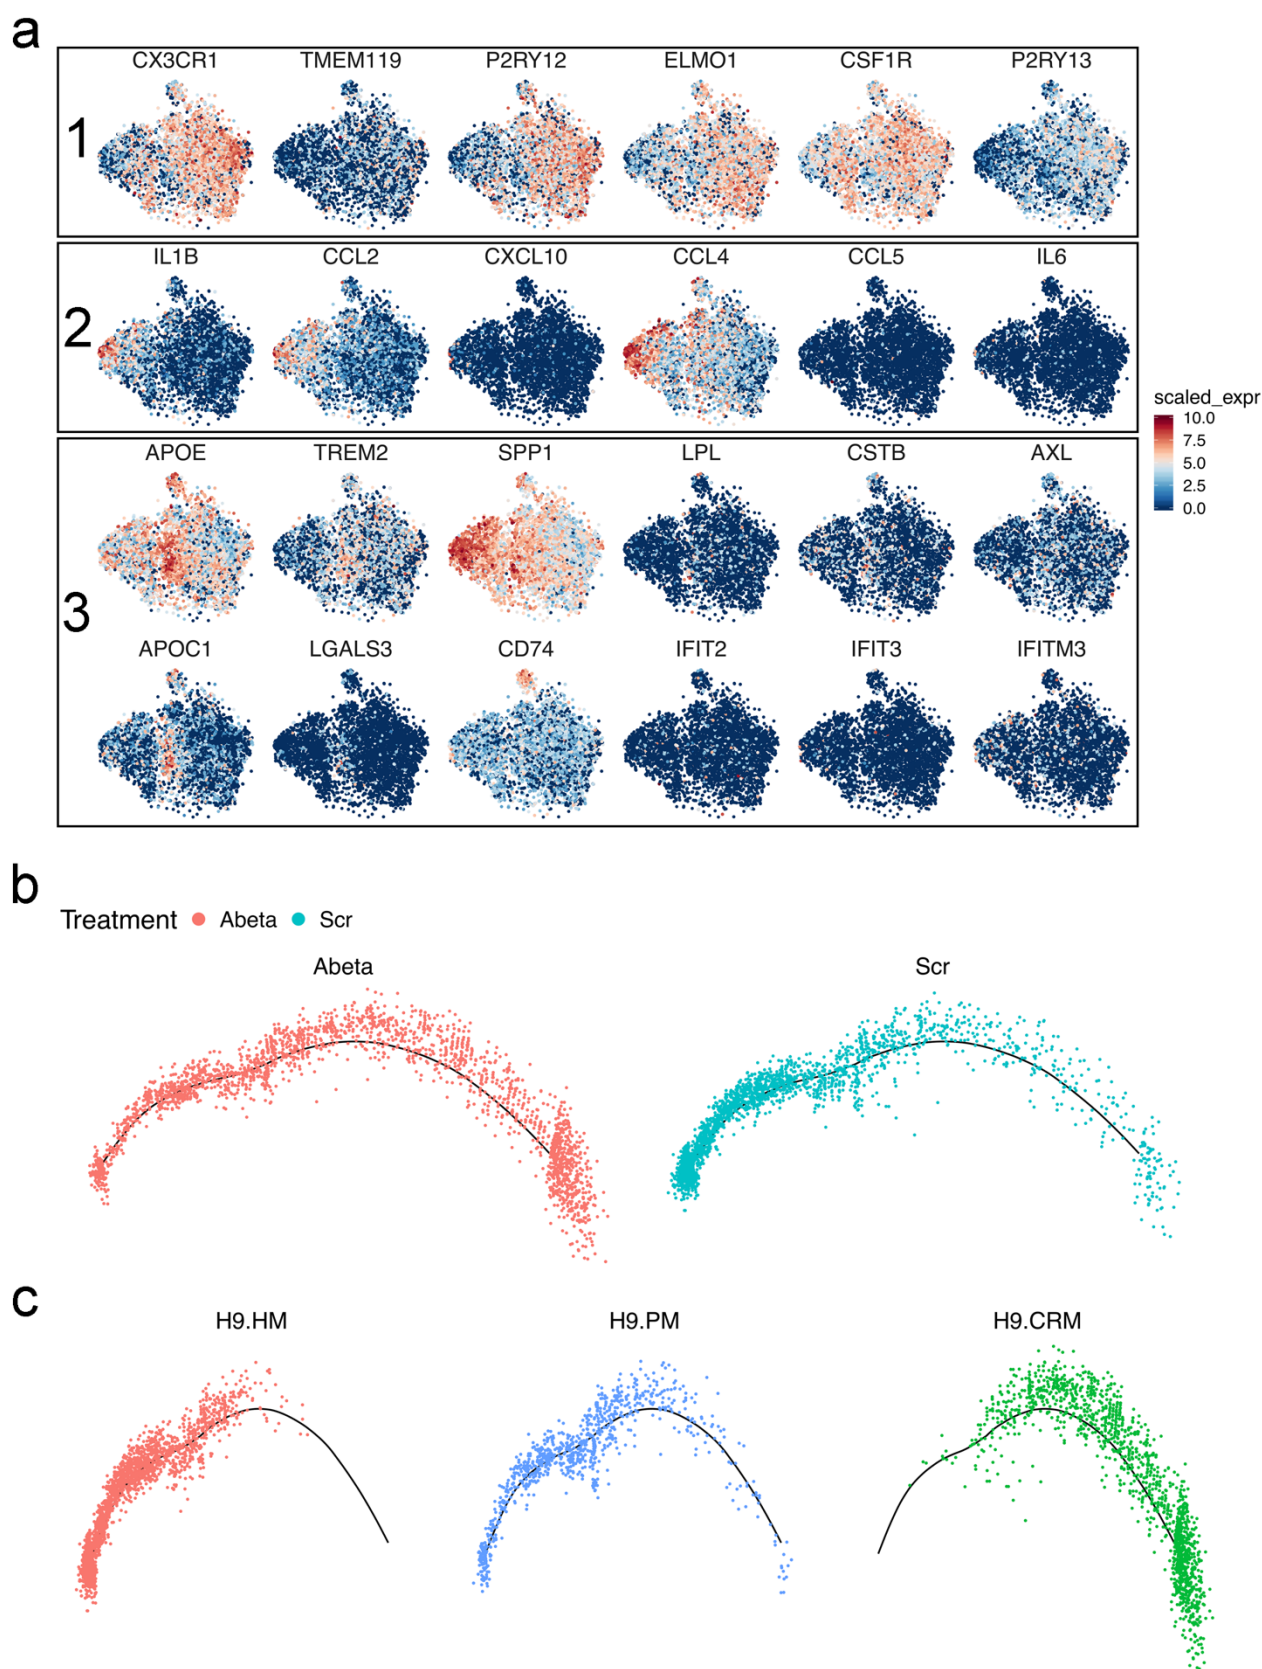 a
CX3CR1 TMEM119 P2RY12 ELMO1 CSF1R P2RY13
1
IL1B CCL2 CXCL10 CCL4 CCL5 IL6
2
scaled_expr
10.0
7.5
5.0
2.5
0.0
APOE TREM2 SPP1 LPL CSTB AXL
3
APOC1 LGALS3 CD74 IFIT2 IFIT3 IFITM3
b
Treatment Abeta Scr
Abeta Scr
c
H9.HM H9.PM H9.CRM